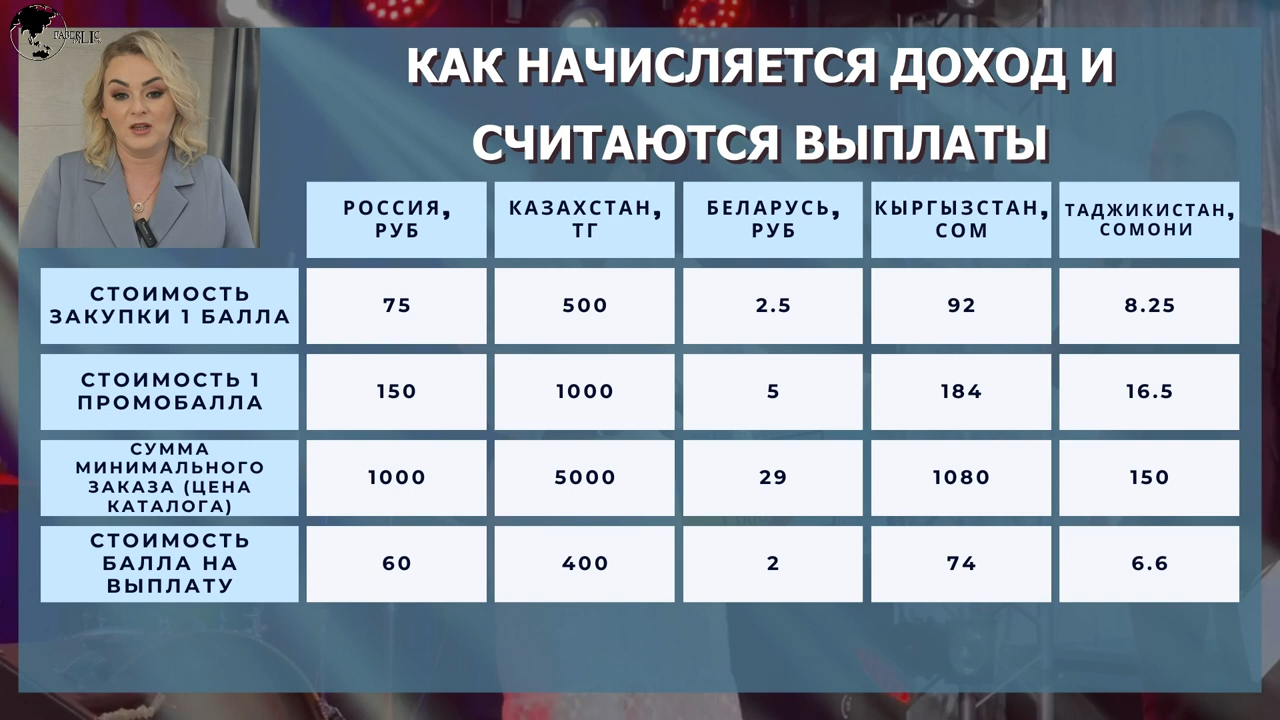 FABERLIC
КАК НАЧИСЛЯЕТСЯ ДОХОД И
СЧИТАЮТСЯ ВЫПЛАТЫ
РОССИЯ,
РУБ
КАЗАХСТАН,
ТГ
БЕЛАРУСЬ,
РУБ
КЫРГЫЗСТАН,
СОМ
ТАДЖИКИСТАН,
СОМОНИ
СТОИМОСТЬ
ЗАКУПКИ 1 БАЛЛА
75
500
2.5
92
8.25
СТОИМОСТЬ 1
ПРОМОБАЛЛА
150
1000
5
184
16.5
СУММА
МИНИМАЛЬНОГО
ЗАКАЗА (ЦЕНА
КАТАЛОГА)
1000
5000
29
1080
150
СТОИМОСТЬ
БАЛЛА НА
ВЫПЛАТУ
60
400
2
74
6.6